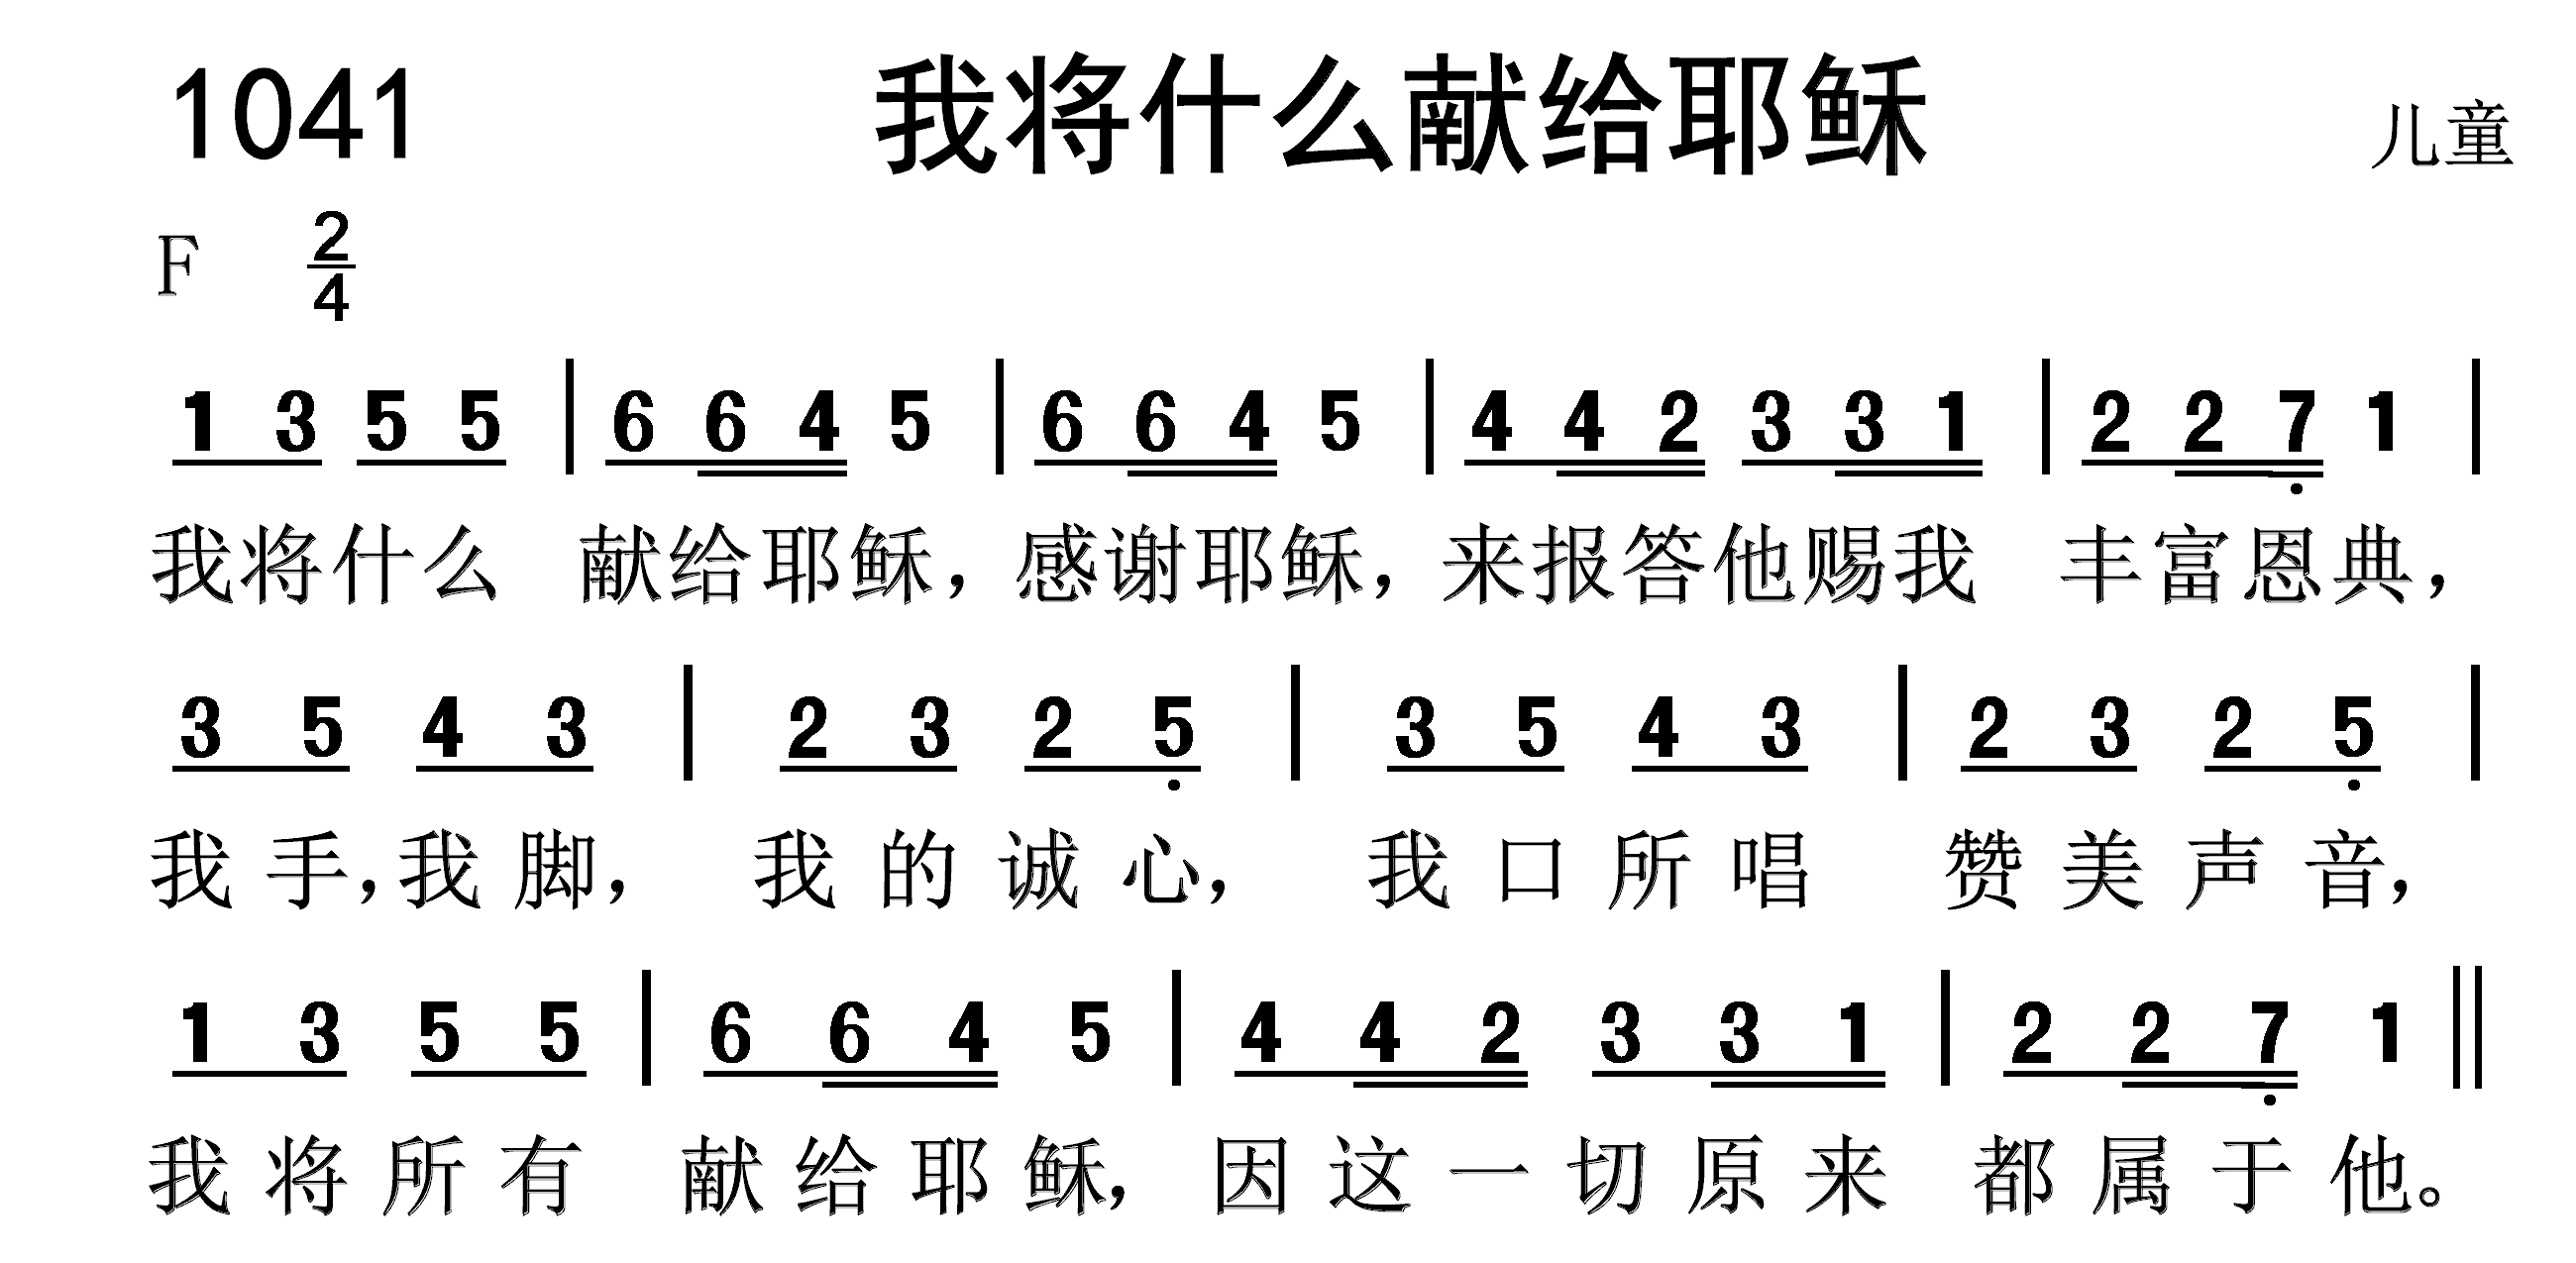 1041 我将什么献给耶稣 儿童
F 2/4
1 3 5 5 | 6 6 4 5 | 6 6 4 5 | 4 4 2 3 3 1 | 2 2 7̣ 1 |
我将什么 献给耶稣，感谢耶稣，来报答他赐我 丰富恩典，
3 5 4 3 | 2 3 2 5̣ | 3 5 4 3 | 2 3 2 5̣ |
我手，我脚， 我的诚心， 我口所唱 赞美声音，
1 3 5 5 | 6 6 4 5 | 4 4 2 3 3 1 | 2 2 7̣ 1 ||
我将所有 献给耶稣，因这一切原来 都属于他。